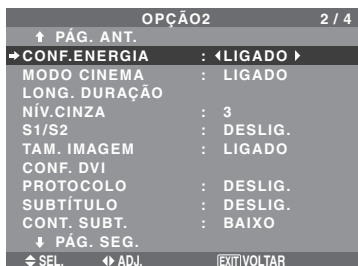 OPÇÃO2 2 / 4
⬆ PÁG. ANT.
➔CONF.ENERGIA : ◂LIGADO ▸
MODO CINEMA : LIGADO
LONG. DURAÇÃO
NÍV.CINZA : 3
S1/S2 : DESLIG.
TAM. IMAGEM : LIGADO
CONF. DVI
PROTOCOLO : DESLIG.
SUBTÍTULO : DESLIG.
CONT. SUBT. : BAIXO
⬇ PÁG. SEG.
SEL. ADJ. EXIT VOLTAR